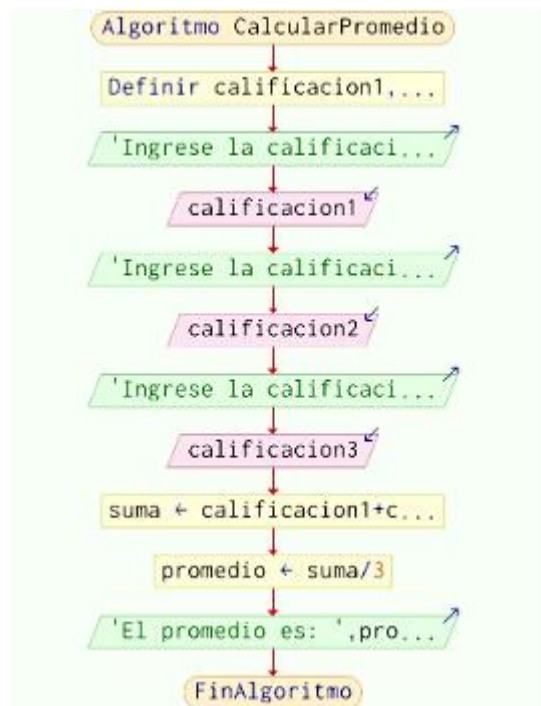 Algoritmo CalcularPromedio
Definir calificacion1,...
'Ingrese la calificaci...
calificacion1
'Ingrese la calificaci...
calificacion2
'Ingrese la calificaci...
calificacion3
suma ← calificacion1+c...
promedio ← suma/3
'El promedio es: ',pro...
FinAlgoritmo